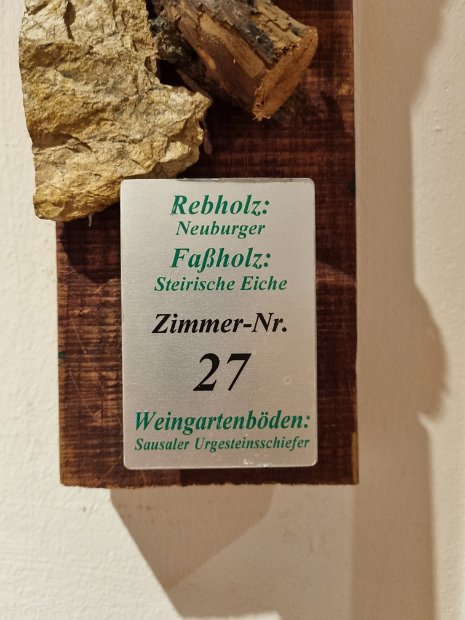 Rebholz:
Neuburger
Faßholz:
Steirische Eiche
Zimmer-Nr.
27
Weingartenböden:
Sausaler Urgesteinsschiefer